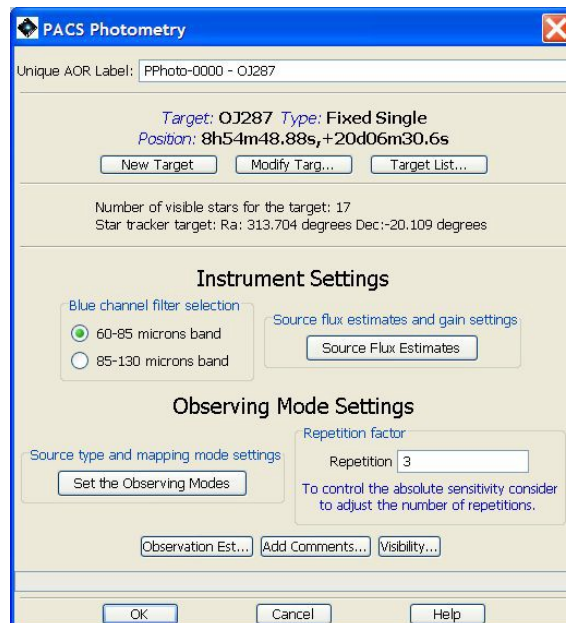 PACS Photometry
Unique AOR Label: PPhoto-0000 - OJ287
Target: OJ287 Type: Fixed Single
Position: 8h54m48.88s,+20d06m30.6s
New Target Modify Targ... Target List...
Number of visible stars for the target: 17
Star tracker target: Ra: 313.704 degrees Dec:-20.109 degrees
Instrument Settings
Blue channel filter selection
60-85 microns band
85-130 microns band
Source flux estimates and gain settings
Source Flux Estimates
Observing Mode Settings
Source type and mapping mode settings
Set the Observing Modes
Repetition factor
Repetition 3
To control the absolute sensitivity consider
to adjust the number of repetitions.
Observation Est... Add Comments... Visibility...
OK Cancel Help